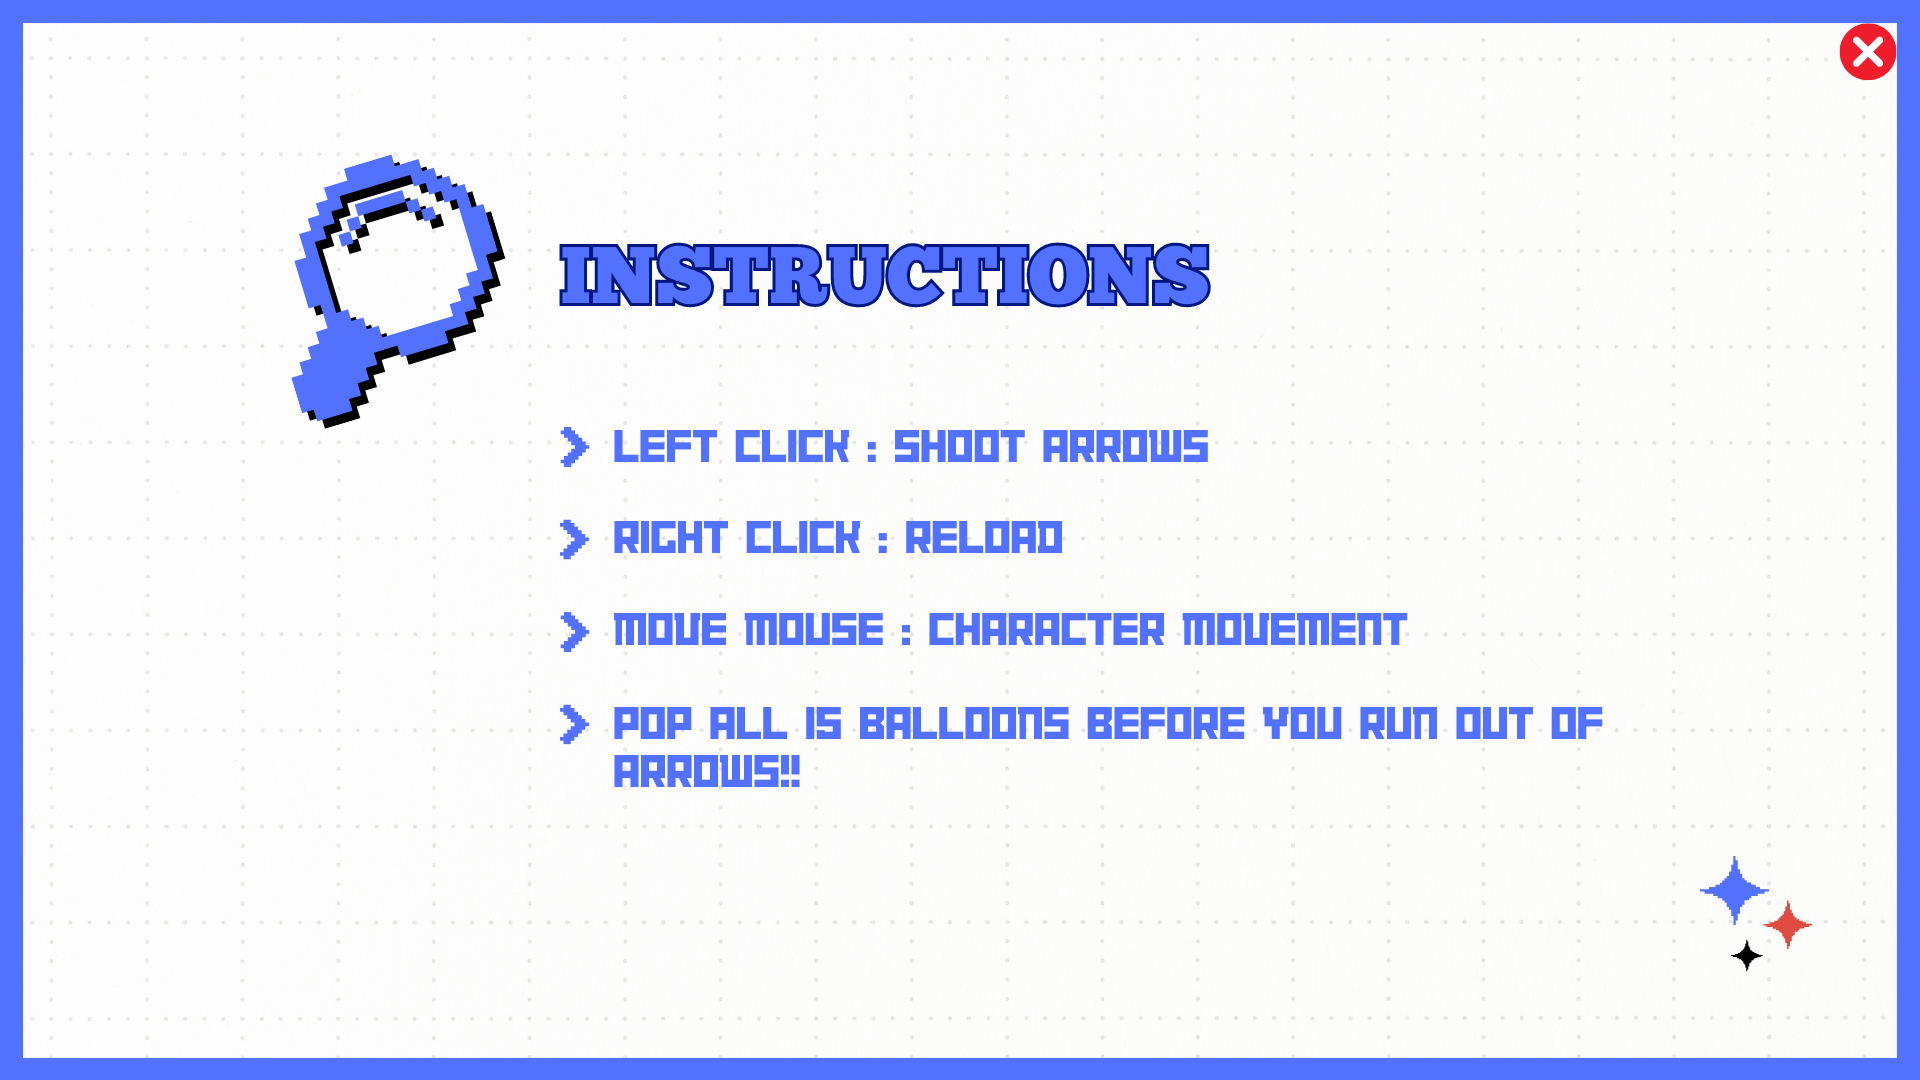 INSTRUCTIONS
LEFT CLICK : SHOOT ARROWS
RIGHT CLICK : RELOAD
MOVE MOUSE : CHARACTER MOVEMENT
POP ALL 15 BALLOONS BEFORE YOU RUN OUT OF
ARROWS!!